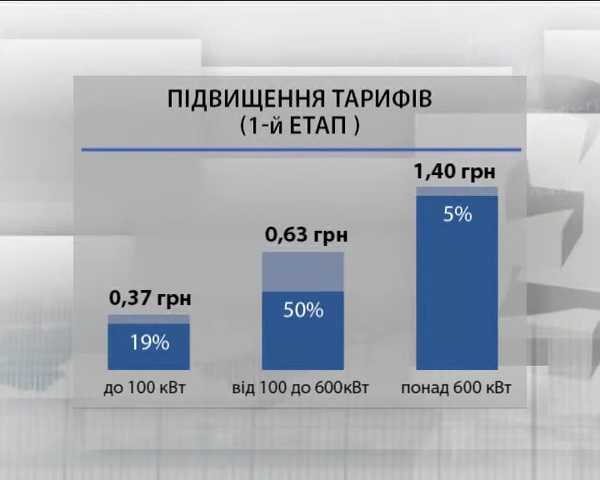 ПІДВИЩЕННЯ ТАРИФІВ
(1-й ЕТАП )
0,37 грн
0,63 грн
1,40 грн
19%
50%
5%
до 100 кВт
від 100 до 600кВт
понад 600 кВт